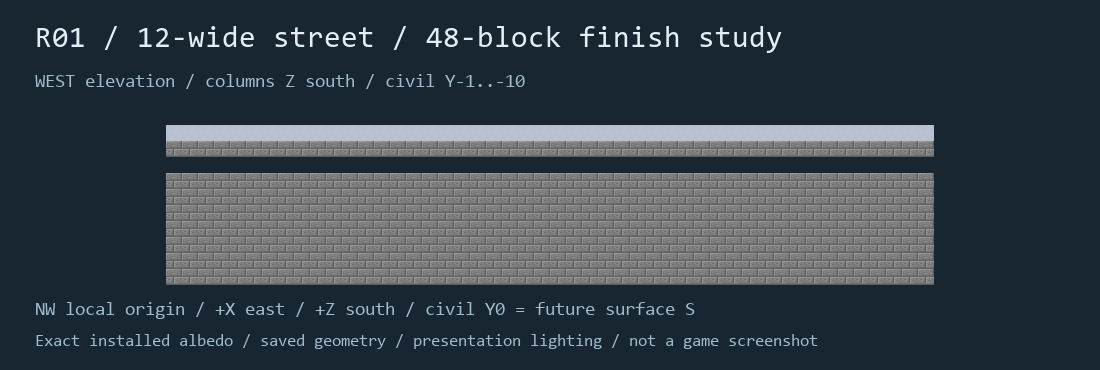 R01 / 12-wide street / 48-block finish study
WEST elevation / columns Z south / civil Y-1..-10
NW local origin / +X east / +Z south / civil Y0 = future surface S
Exact installed albedo / saved geometry / presentation lighting / not a game screenshot